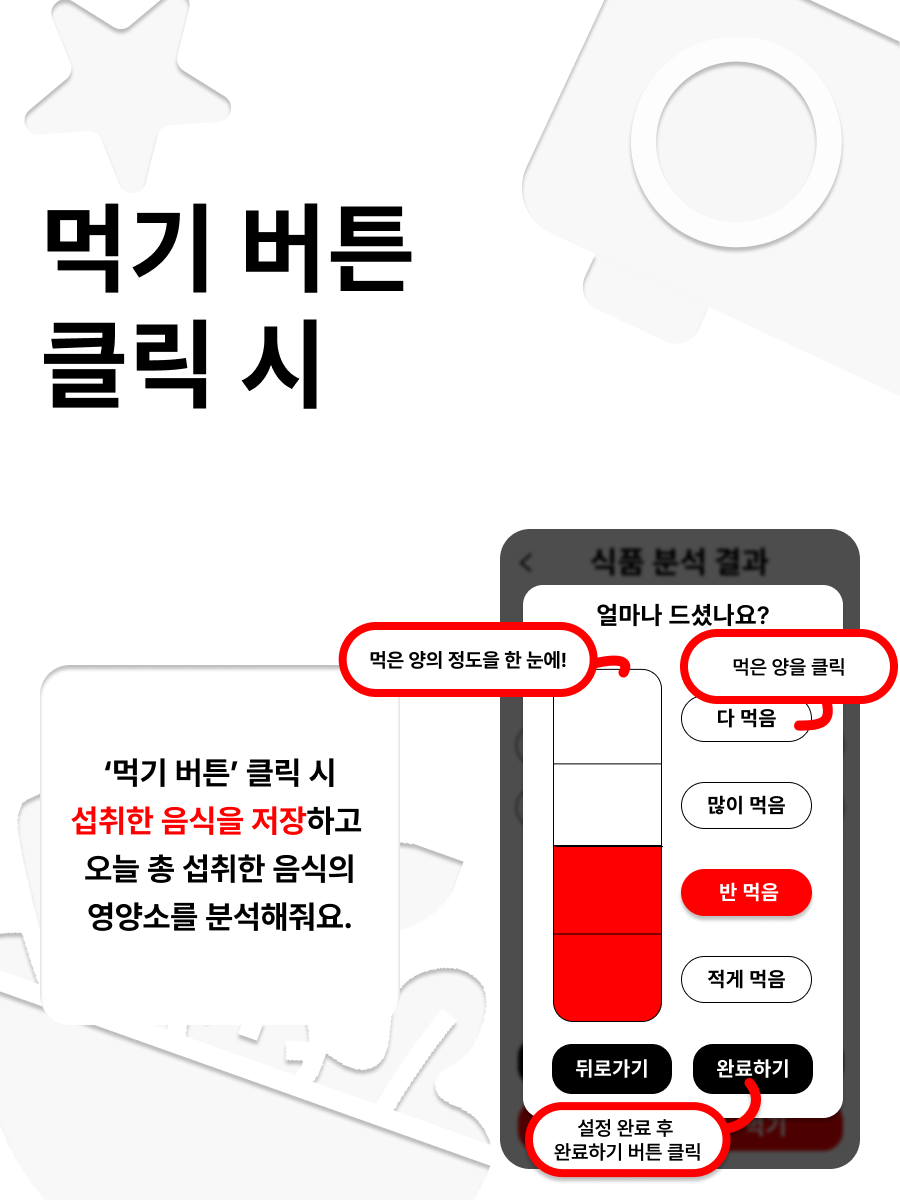 먹기 버튼
클릭 시
식품 분석 결과
얼마나 드셨나요?
먹은 양의 정도을 한 눈에!
먹은 양을 클릭
다 먹음
많이 먹음
반 먹음
적게 먹음
‘먹기 버튼’ 클릭 시
섭취한 음식을 저장하고
오늘 총 섭취한 음식의
영양소를 분석해줘요.
뒤로가기
완료하기
설정 완료 후
완료하기 버튼 클릭